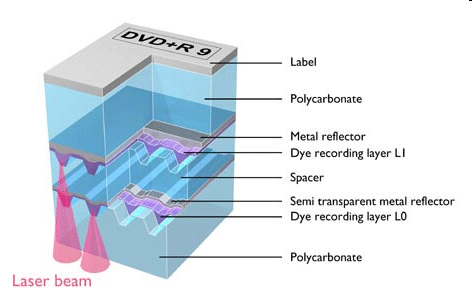 DVD+R 9
Label
Polycarbonate
Metal reflector
Dye recording layer L1
Spacer
Semi transparent metal reflector
Dye recording layer L0
Polycarbonate
Laser beam